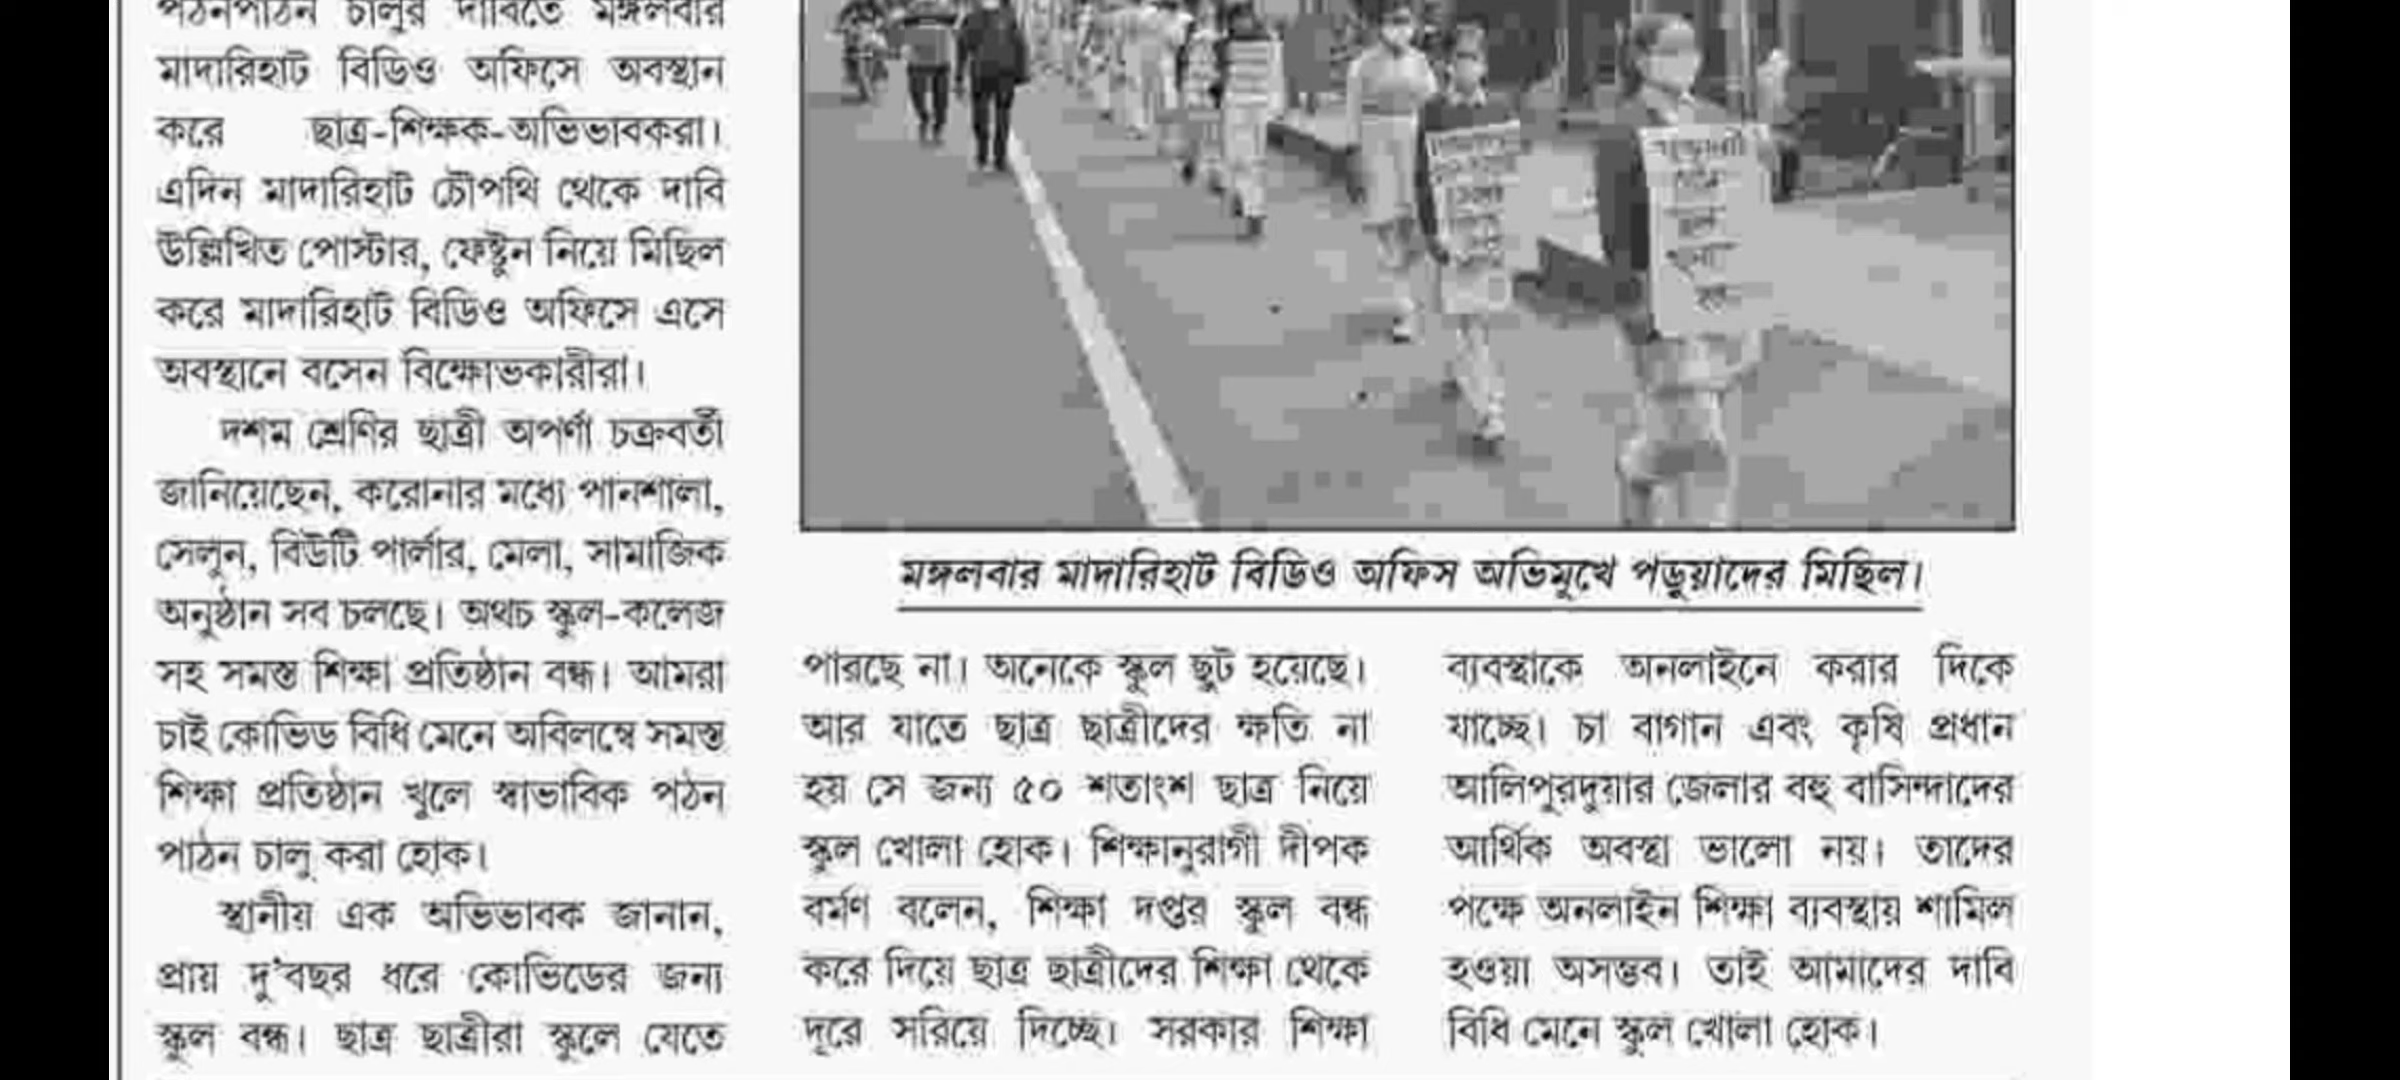 পঠনপাঠন চালুর দাবিতে মঙ্গলবার
মাদারিহাট বিডিও অফিসে অবস্থান
করে ছাত্র-শিক্ষক-অভিভাবকরা।
এদিন মাদারিহাট চৌপথি থেকে দাবি
উল্লিখিত পোস্টার, ফেষ্টুন নিয়ে মিছিল
করে মাদারিহাট বিডিও অফিসে এসে
অবস্থানে বসেন বিক্ষোভকারীরা।
দশম শ্রেণির ছাত্রী অপর্ণা চক্রবর্তী
জানিয়েছেন, করোনার মধ্যে পানশালা,
সেলুন, বিউটি পার্লার, মেলা, সামাজিক
অনুষ্ঠান সব চলছে। অথচ স্কুল-কলেজ
সহ সমস্ত শিক্ষা প্রতিষ্ঠান বন্ধ। আমরা
চাই কোভিড বিধি মেনে অবিলম্বে সমস্ত
শিক্ষা প্রতিষ্ঠান খুলে স্বাভাবিক পঠন
পাঠন চালু করা হোক।
স্থানীয় এক অভিভাবক জানান,
প্রায় দু'বছর ধরে কোভিডের জন্য
স্কুল বন্ধ। ছাত্র ছাত্রীরা স্কুলে যেতে
মঙ্গলবার মাদারিহাট বিডিও অফিস অভিমুখে পড়ুয়াদের মিছিল।
পারছে না। অনেকে স্কুল ছুট হয়েছে।
আর যাতে ছাত্র ছাত্রীদের ক্ষতি না
হয় সে জন্য ৫০ শতাংশ ছাত্র নিয়ে
স্কুল খোলা হোক। শিক্ষানুরাগী দীপক
বর্মণ বলেন, শিক্ষা দপ্তর স্কুল বন্ধ
করে দিয়ে ছাত্র ছাত্রীদের শিক্ষা থেকে
দূরে সরিয়ে দিচ্ছে। সরকার শিক্ষা
ব্যবস্থাকে অনলাইনে করার দিকে
যাচ্ছে। চা বাগান এবং কৃষি প্রধান
আলিপুরদুয়ার জেলার বহু বাসিন্দাদের
আর্থিক অবস্থা ভালো নয়। তাদের
পক্ষে অনলাইন শিক্ষা ব্যবস্থায় শামিল
হওয়া অসম্ভব। তাই আমাদের দাবি
বিধি মেনে স্কুল খোলা হোক।